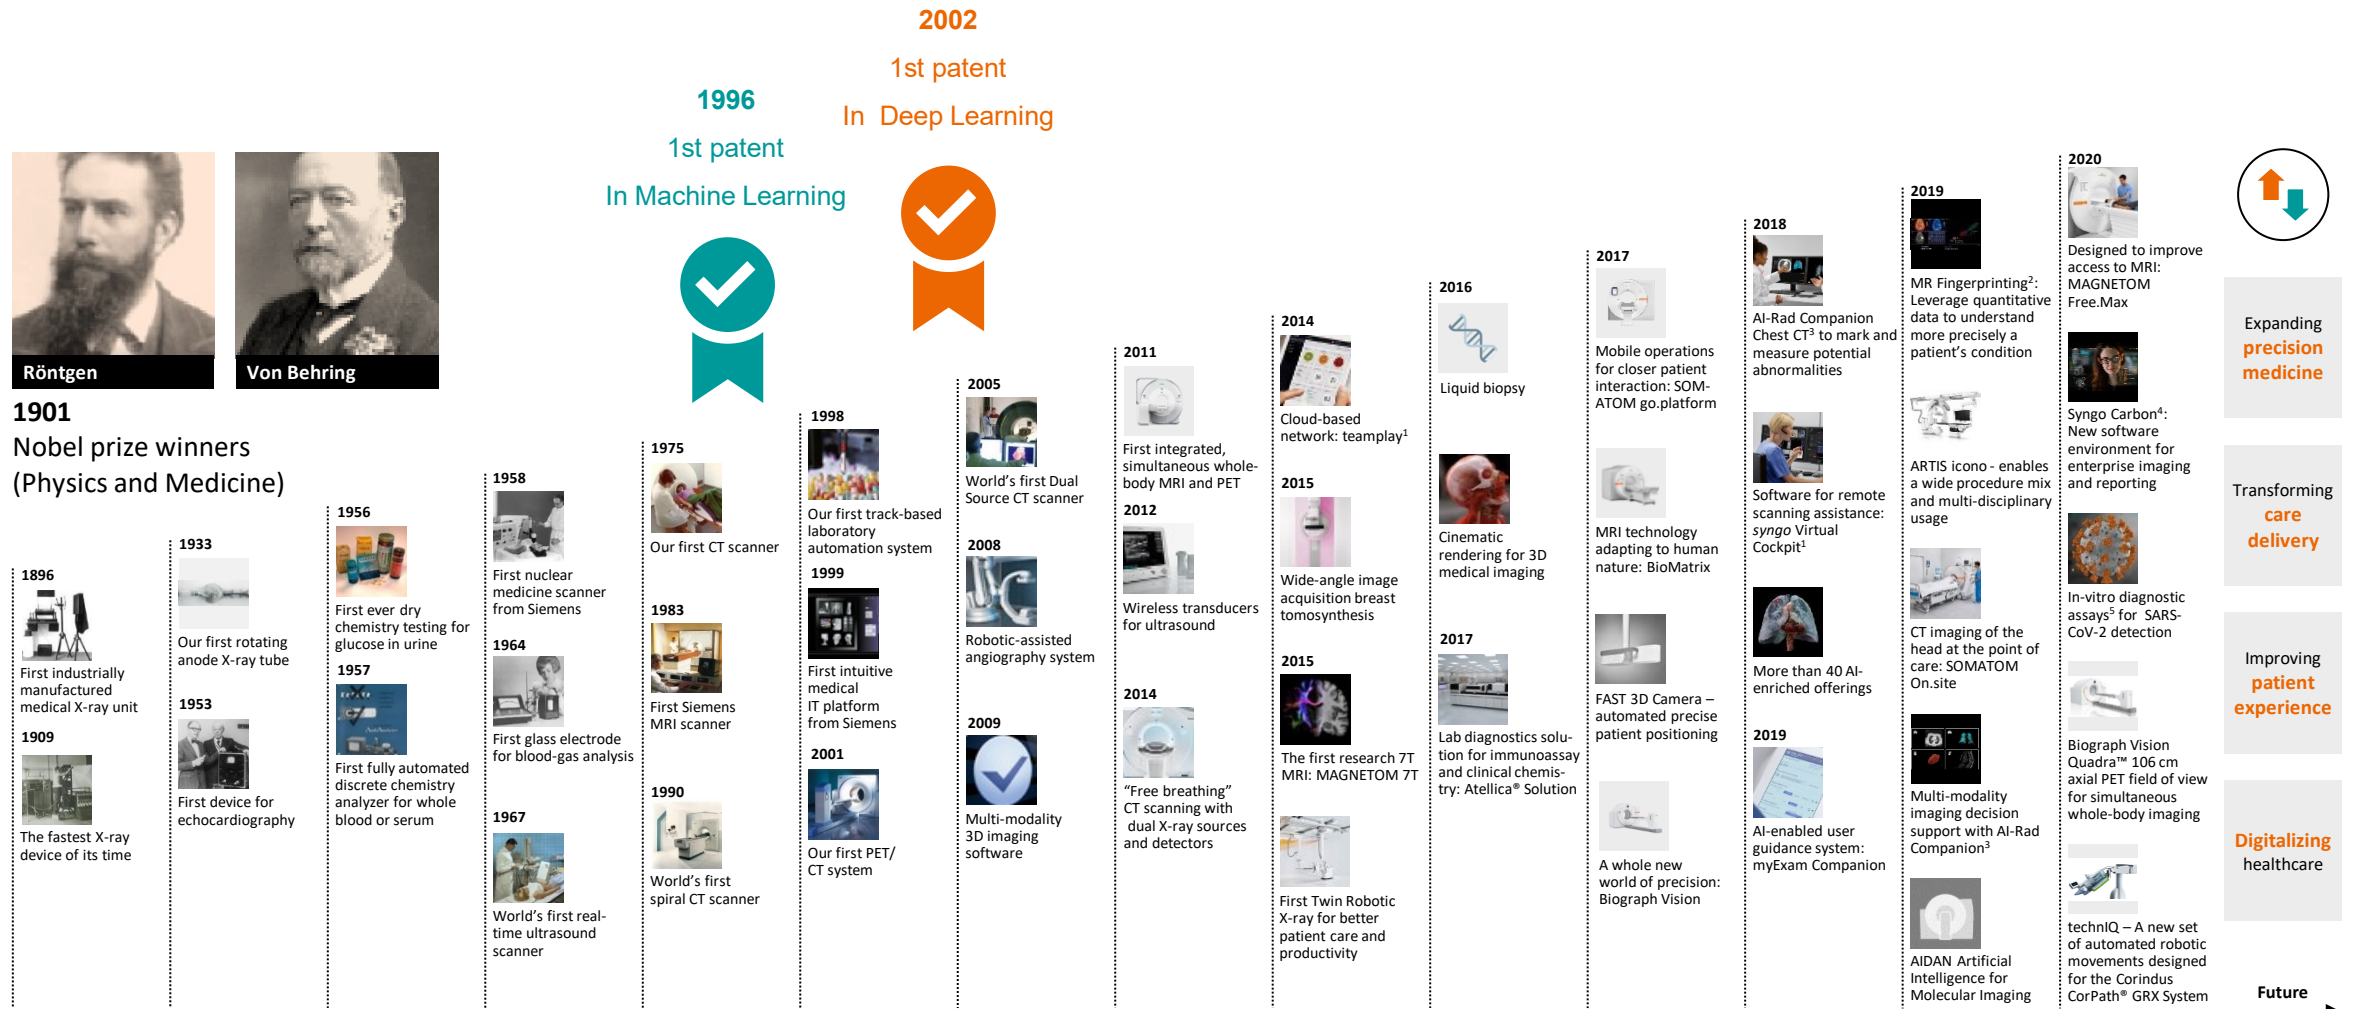 2002
1st patent
In Deep Learning
1996
1st patent
In Machine Learning
Röntgen
Von Behring
1901
Nobel prize winners
(Physics and Medicine)
1896
First industrially
manufactured
medical X-ray unit
1909
The fastest X-ray
device of its time
1933
Our first rotating
anode X-ray tube
1953
First device for
echocardiography
1956
First ever dry
chemistry testing for
glucose in urine
1957
First fully automated
discrete chemistry
analyzer for whole
blood or serum
1958
First nuclear
medicine scanner
from Siemens
1964
First glass electrode
for blood-gas analysis
1967
World's first real-
time ultrasound
scanner
1975
Our first CT scanner
1983
First Siemens
MRI scanner
1990
World's first
spiral CT scanner
1998
Our first track-based
laboratory
automation system
1999
First intuitive
medical
IT platform
from Siemens
2001
Our first PET/
CT system
2005
World's first Dual
Source CT scanner
2008
Robotic-assisted
angiography system
2009
Multi-modality
3D imaging
software
2011
First integrated,
simultaneous whole-
body MRI and PET
2012
Wireless transducers
for ultrasound
2014
“Free breathing”
CT scanning with
dual X-ray sources
and detectors
2014
Cloud-based
network: teamplay¹
2015
Wide-angle image
acquisition breast
tomosynthesis
2015
The first research 7T
MRI: MAGNETOM 7T
First Twin Robotic
X-ray for better
patient care and
productivity
2016
Liquid biopsy
Cinematic
rendering for 3D
medical imaging
2017
Lab diagnostics solu-
tion for immunoassay
and clinical chemis-
try: Atellica® Solution
2017
Mobile operations
for closer patient
interaction: SOM-
ATOM go.platform
MRI technology
adapting to human
nature: BioMatrix
FAST 3D Camera –
automated precise
patient positioning
A whole new
world of precision:
Biograph Vision
2018
AI-Rad Companion
Chest CT³ to mark and
measure potential
abnormalities
Software for remote
scanning assistance:
syngo Virtual
Cockpit¹
More than 40 AI-
enriched offerings
2019
AI-enabled user
guidance system:
myExam Companion
2019
MR Fingerprinting²:
Leverage quantitative
data to understand
more precisely a
patient's condition
ARTIS icono - enables
a wide procedure mix
and multi-disciplinary
usage
CT imaging of the
head at the point of
care: SOMATOM
On.site
Multi-modality
imaging decision
support with AI-Rad
Companion³
AIDAN Artificial
Intelligence for
Molecular Imaging
2020
Designed to improve
access to MRI:
MAGNETOM
Free.Max
Syngo Carbon⁴:
New software
environment for
enterprise imaging
and reporting
In-vitro diagnostic
assays⁵ for SARS-
CoV-2 detection
Biograph Vision
Quadra™ 106 cm
axial PET field of view
for simultaneous
whole-body imaging
technIQ – A new set
of automated robotic
movements designed
for the Corindus
CorPath® GRX System
Expanding
precision
medicine
Transforming
care
delivery
Improving
patient
experience
Digitalizing
healthcare
Future